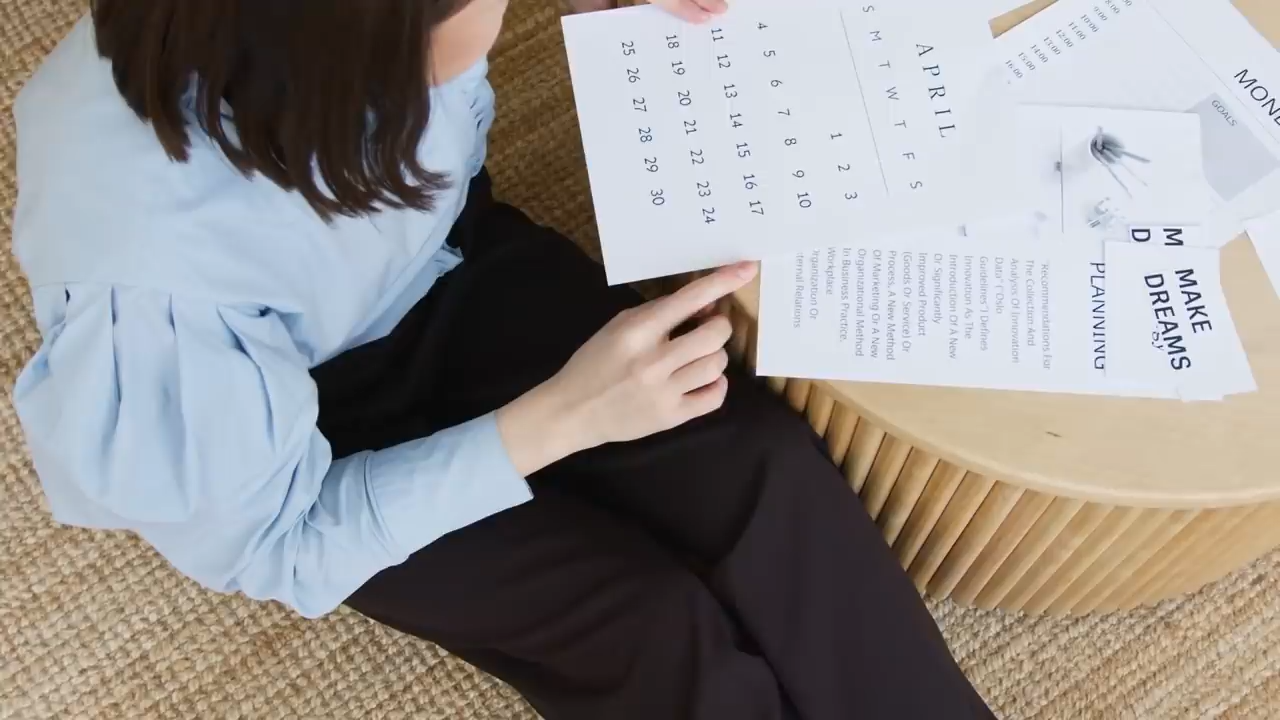 APRIL
S M T W T F S
1 2 3
4 5 6 7 8 9 10
11 12 13 14 15 16 17
18 19 20 21 22 23 24
25 26 27 28 29 30
9:00
10:00
11:00
12:00
13:00
14:00
15:00
16:00
GOALS
M
D
MAKE
DREAMS
PLANNING
"Recommendations For
The Collection And
Analysis Of Innovation
Guidelines") Defines
Innovation As The
Introduction Of A New
Or Significantly
Improved Product
(Goods Or Service) Or
Process, A New Method
Of Marketing Or A New
Organizational Method
In Business Practice,
Workplace
Organization Or
Relations